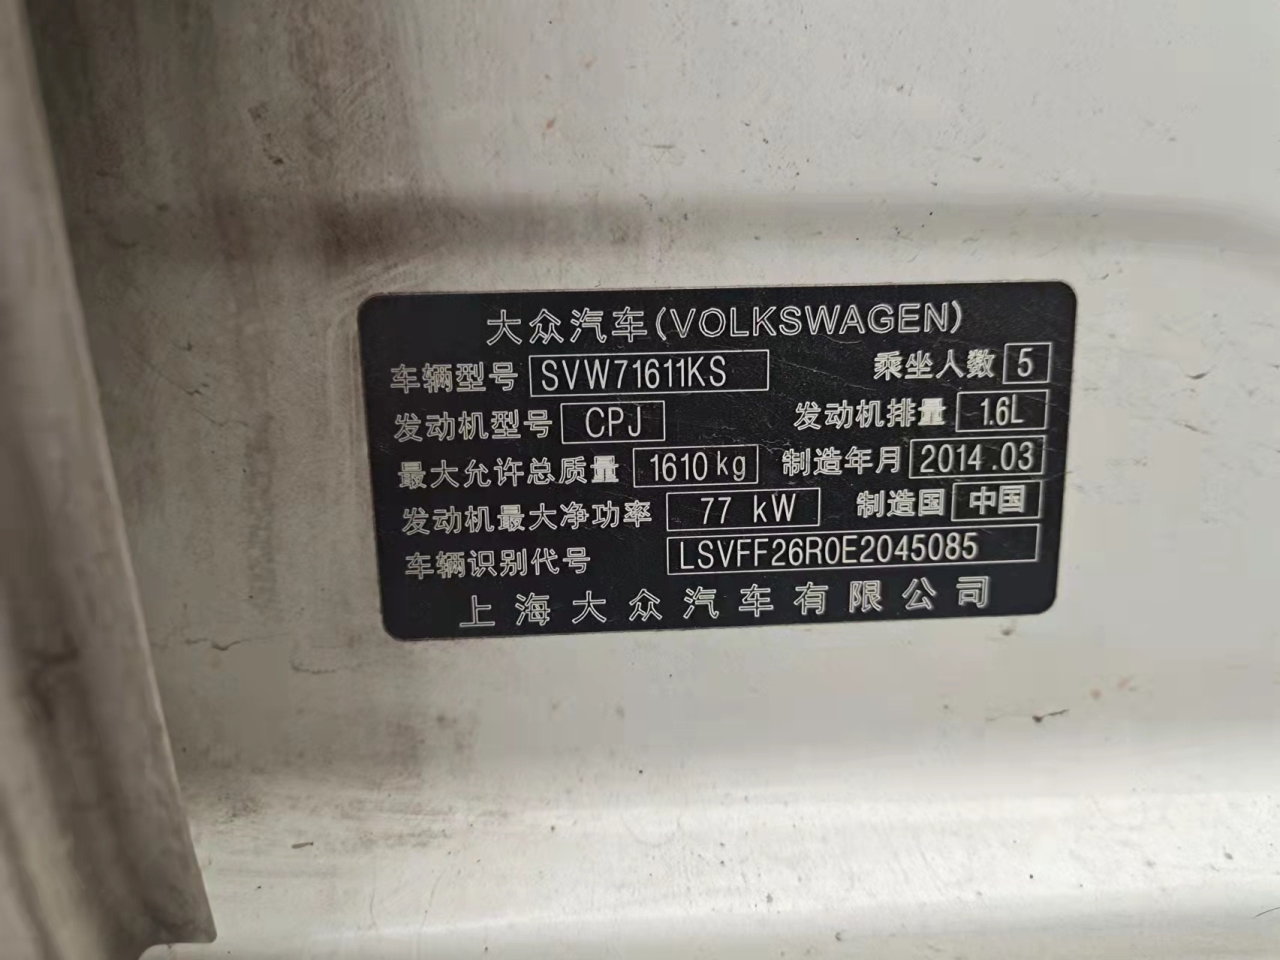 大众汽车(VOLKSWAGEN)
车辆型号 SVW71611KS 乘坐人数 5
发动机型号 CPJ 发动机排量 1.6L
最大允许总质量 1610kg 制造年月 2014.03
发动机最大净功率 77 kW 制造国 中国
车辆识别代号 LSVFF26R0E2045085
上海大众汽车有限公司